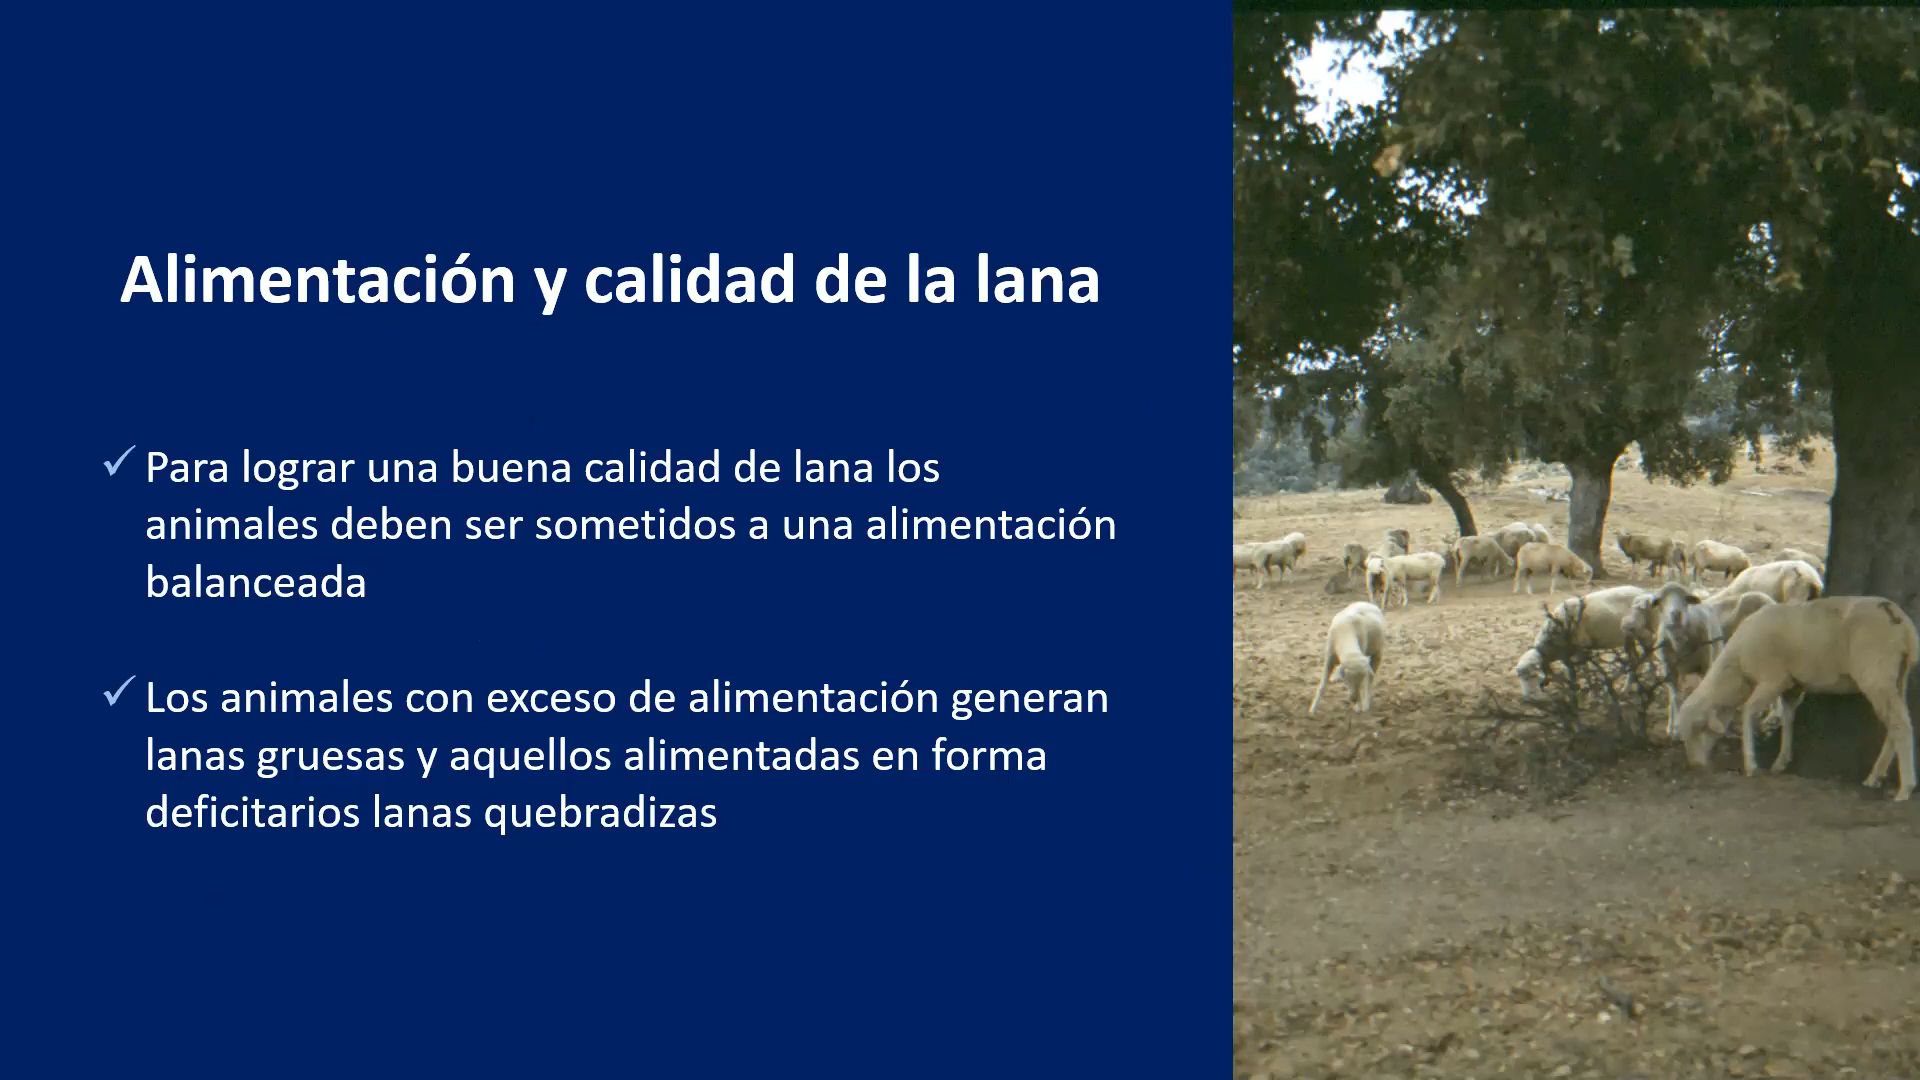 Alimentación y calidad de la lana
Para lograr una buena calidad de lana los
animales deben ser sometidos a una alimentación
balanceada
Los animales con exceso de alimentación generan
lanas gruesas y aquellos alimentadas en forma
deficitarios lanas quebradizas